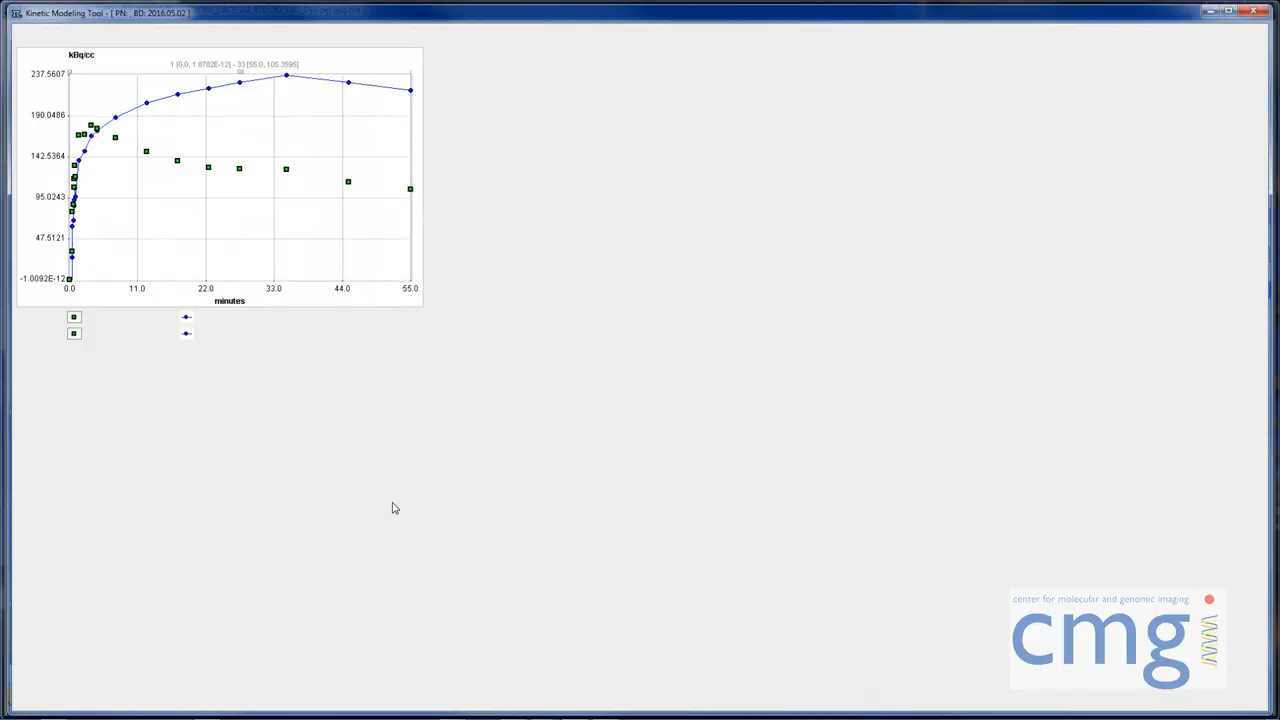 Kinetic Modeling Tool - [ PN: , BD: 2016.05.02 ]
kBq/cc
1 [0.0, 1.8782E-12] - 33 [55.0, 105.3595]
237.5607
190.0486
142.5364
95.0243
47.5121
-1.0092E-12
0.0 11.0 22.0 33.0 44.0 55.0
minutes
center for molecular and genomic imaging
cmg